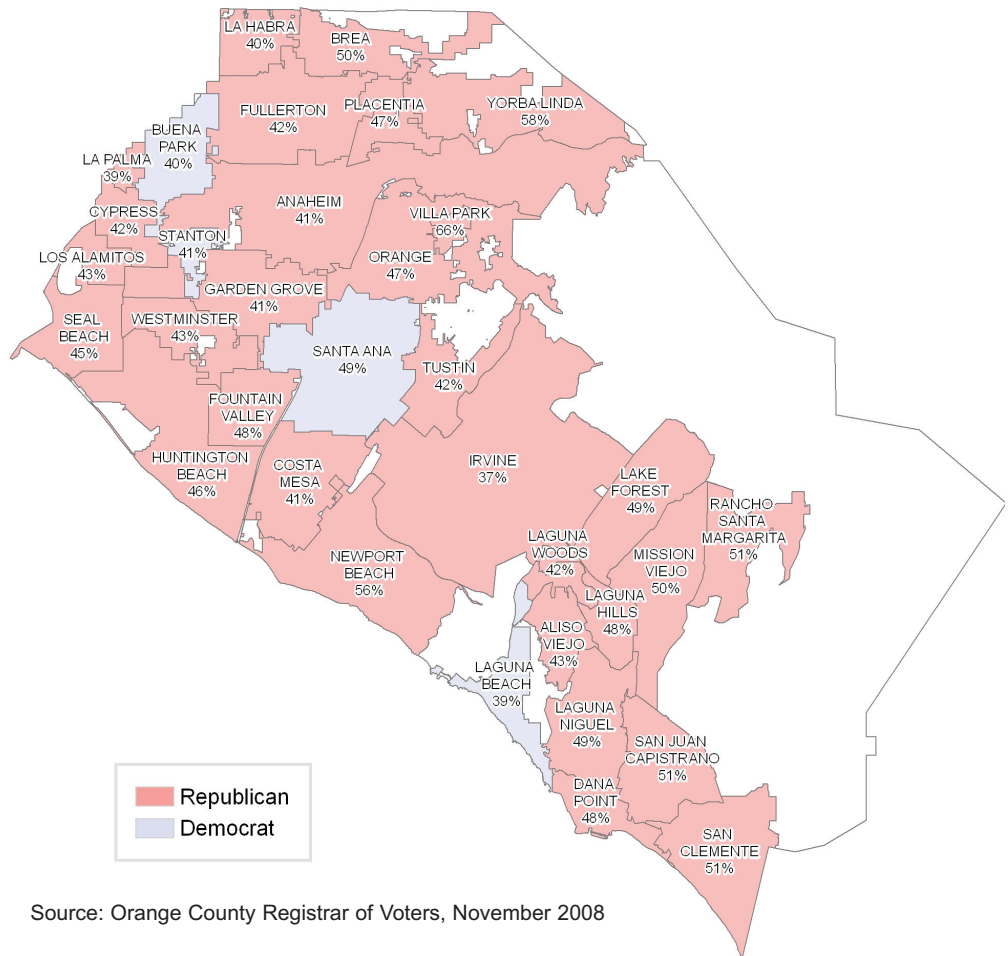 LA HABRA
40%
BREA
50%
FULLERTON
42%
PLACENTIA
47%
YORBA LINDA
58%
BUENA
PARK
40%
LA PALMA
39%
CYPRESS
42%
ANAHEIM
41%
VILLA PARK
66%
STANTON
41%
LOS ALAMITOS
43%
ORANGE
47%
GARDEN GROVE
41%
SEAL
BEACH
45%
WESTMINSTER
43%
SANTA ANA
49%
TUSTIN
42%
FOUNTAIN
VALLEY
48%
HUNTINGTON
BEACH
46%
COSTA
MESA
41%
IRVINE
37%
LAKE
FOREST
49%
RANCHO
SANTA
MARGARITA
51%
NEWPORT
BEACH
56%
LAGUNA
WOODS
42%
MISSION
VIEJO
50%
LAGUNA
HILLS
48%
ALISO
VIEJO
43%
LAGUNA
BEACH
39%
LAGUNA
NIGUEL
49%
SAN JUAN
CAPISTRANO
51%
DANA
POINT
48%
SAN
CLEMENTE
51%
Republican
Democrat
Source: Orange County Registrar of Voters, November 2008